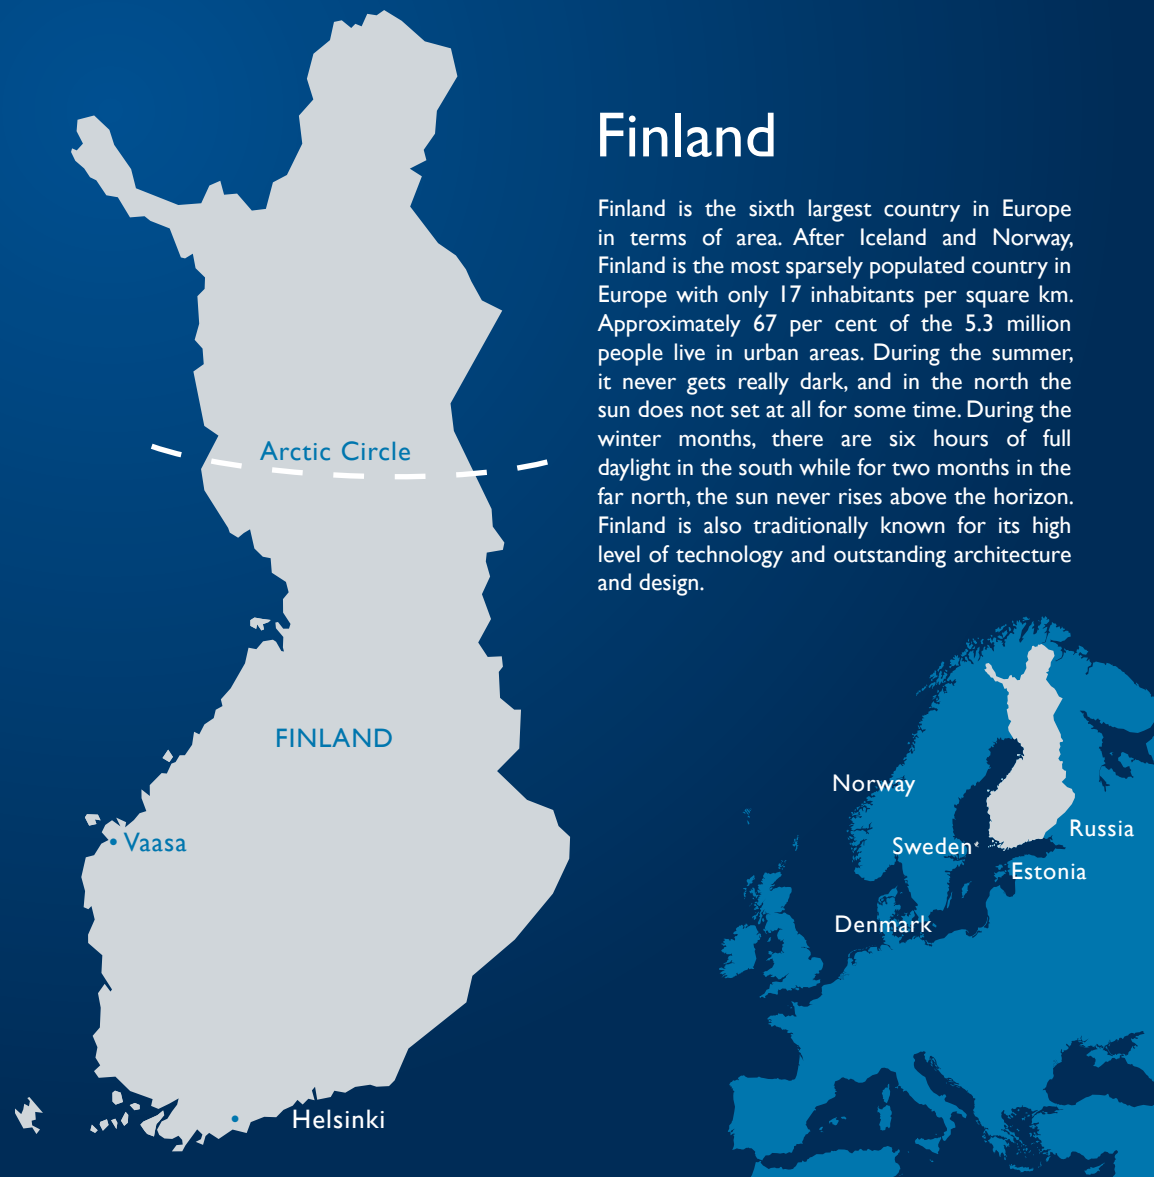 Finland
Finland is the sixth largest country in Europe
in terms of area. After Iceland and Norway,
Finland is the most sparsely populated country in
Europe with only 17 inhabitants per square km.
Approximately 67 per cent of the 5.3 million
people live in urban areas. During the summer,
it never gets really dark, and in the north the
sun does not set at all for some time. During the
winter months, there are six hours of full
daylight in the south while for two months in the
far north, the sun never rises above the horizon.
Finland is also traditionally known for its high
level of technology and outstanding architecture
and design.
Arctic Circle
FINLAND
Vaasa
Helsinki
Norway
Sweden
Russia
Estonia
Denmark